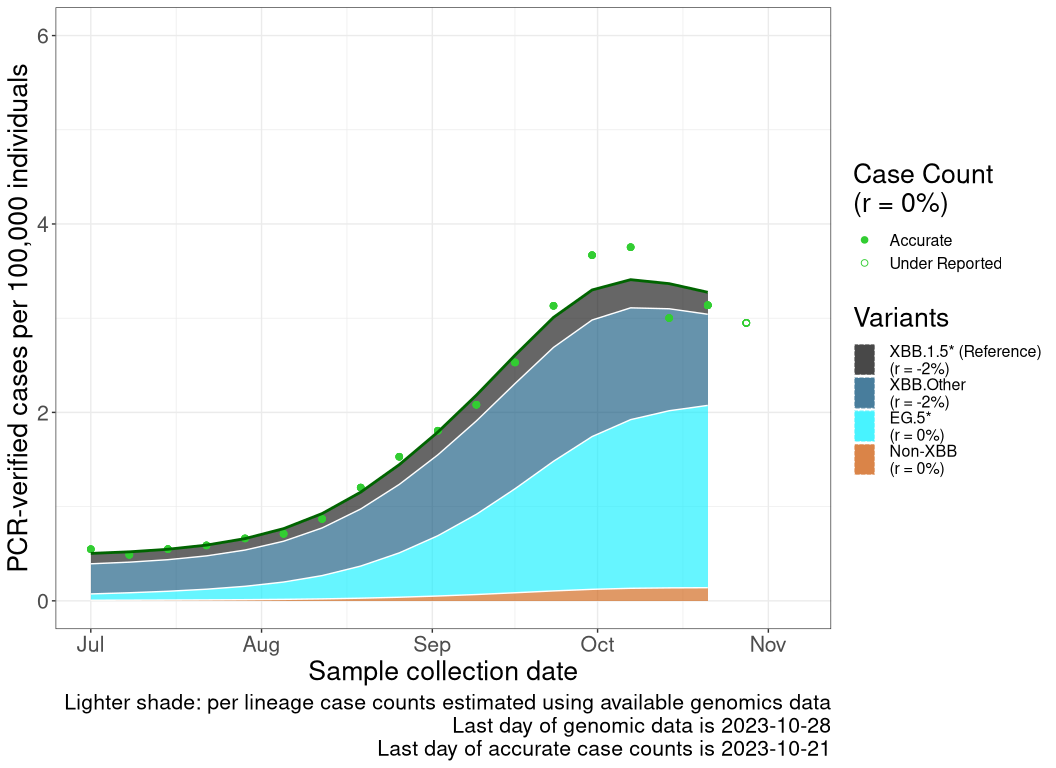 PCR-verified cases per 100,000 individuals
6
4
2
0
Jul Aug Sep Oct Nov
Sample collection date
Lighter shade: per lineage case counts estimated using available genomics data
Last day of genomic data is 2023-10-28
Last day of accurate case counts is 2023-10-21
Case Count
(r = 0%)
Accurate
Under Reported
Variants
XBB.1.5* (Reference)
(r = -2%)
XBB.Other
(r = -2%)
EG.5*
(r = 0%)
Non-XBB
(r = 0%)